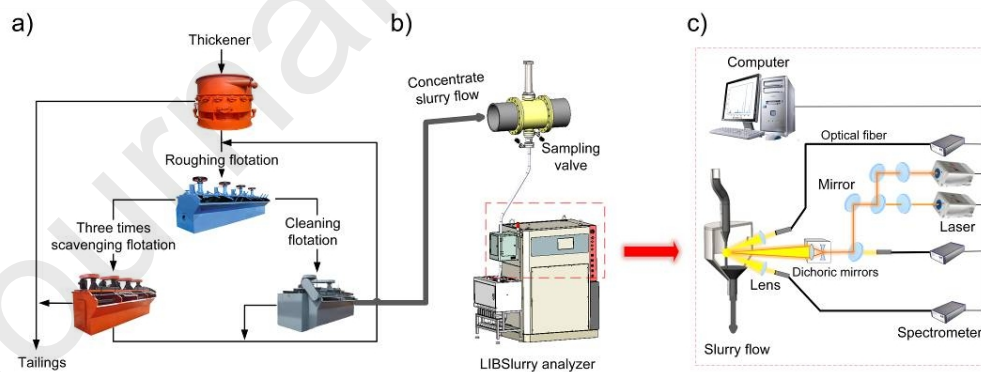 a)
Thickener
Roughing flotation
Three times
scavenging flotation
Cleaning
flotation
Tailings
b)
Concentrate
slurry flow
Sampling
valve
LIBSlurry analyzer
c)
Computer
Optical fiber
Mirror
Laser
Dichoric mirrors
Lens
Spectrometer
Slurry flow